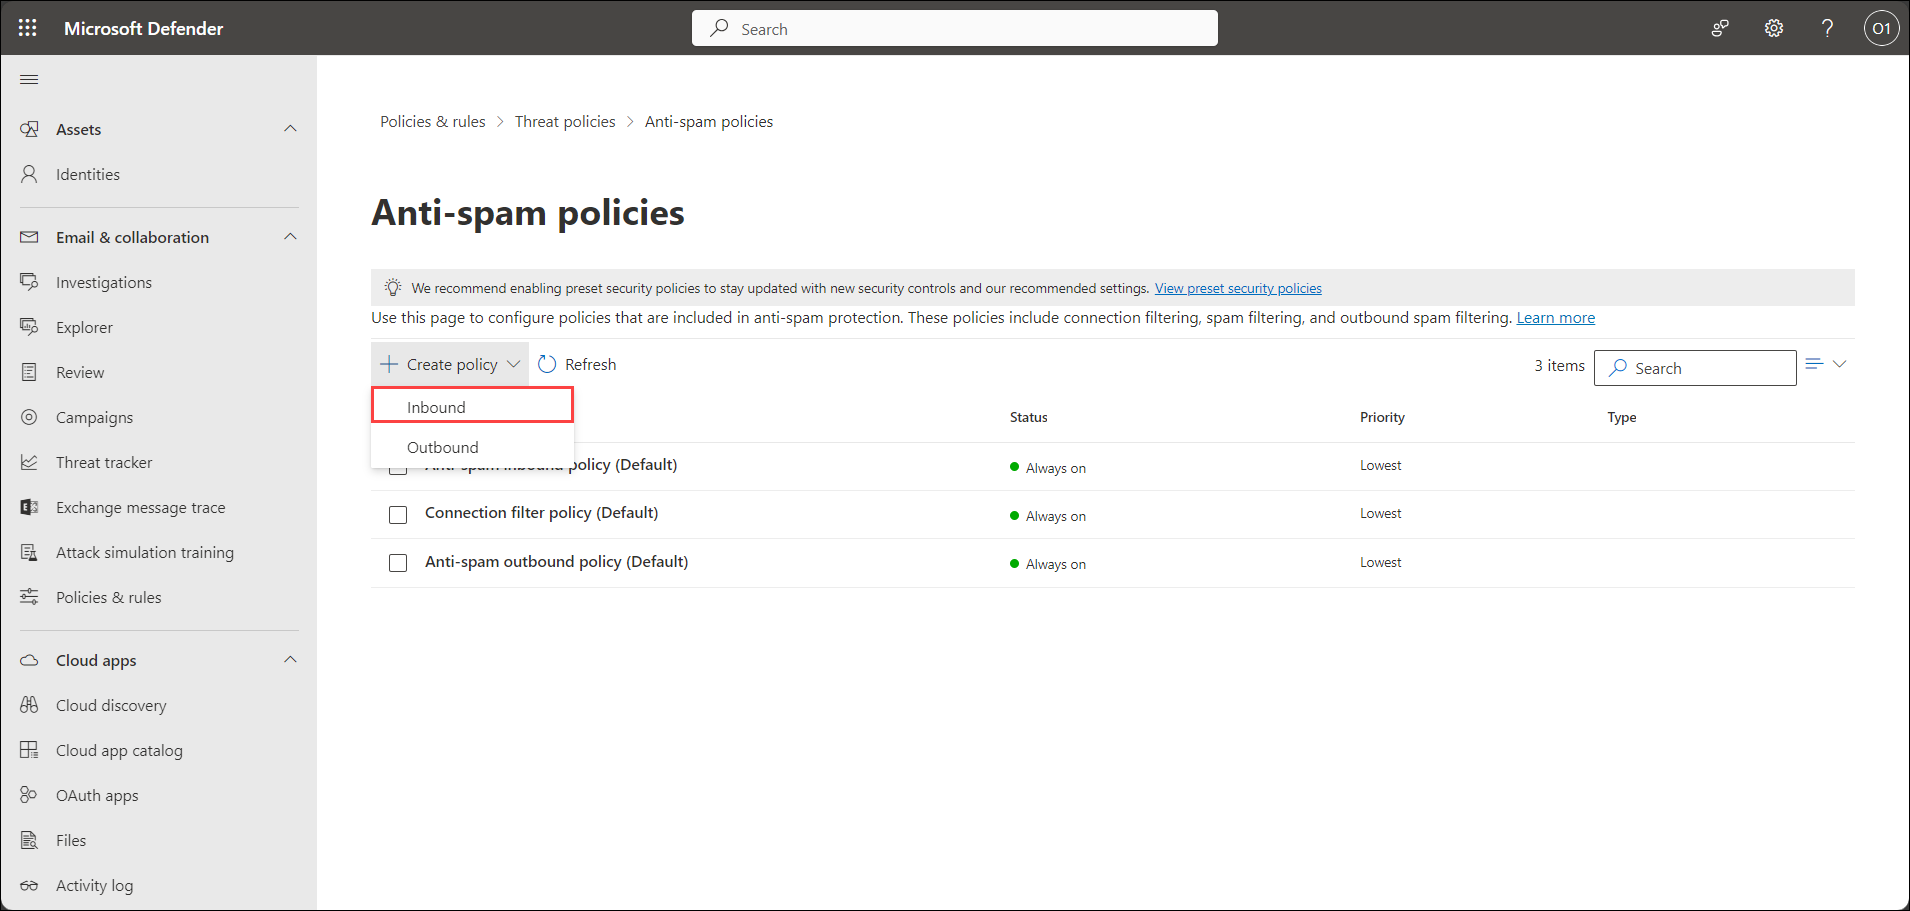 Microsoft Defender
Search
O1
Assets
Identities
Email & collaboration
Investigations
Explorer
Review
Campaigns
Threat tracker
Exchange message trace
Attack simulation training
Policies & rules
Cloud apps
Cloud discovery
Cloud app catalog
OAuth apps
Files
Activity log
Policies & rules > Threat policies > Anti-spam policies
Anti-spam policies
We recommend enabling preset security policies to stay updated with new security controls and our recommended settings. View preset security policies
Use this page to configure policies that are included in anti-spam protection. These policies include connection filtering, spam filtering, and outbound spam filtering. Learn more
Create policy Refresh 3 items Search
Inbound
Outbound
Status Priority Type
Anti-spam inbound policy (Default) Always on Lowest
Connection filter policy (Default) Always on Lowest
Anti-spam outbound policy (Default) Always on Lowest